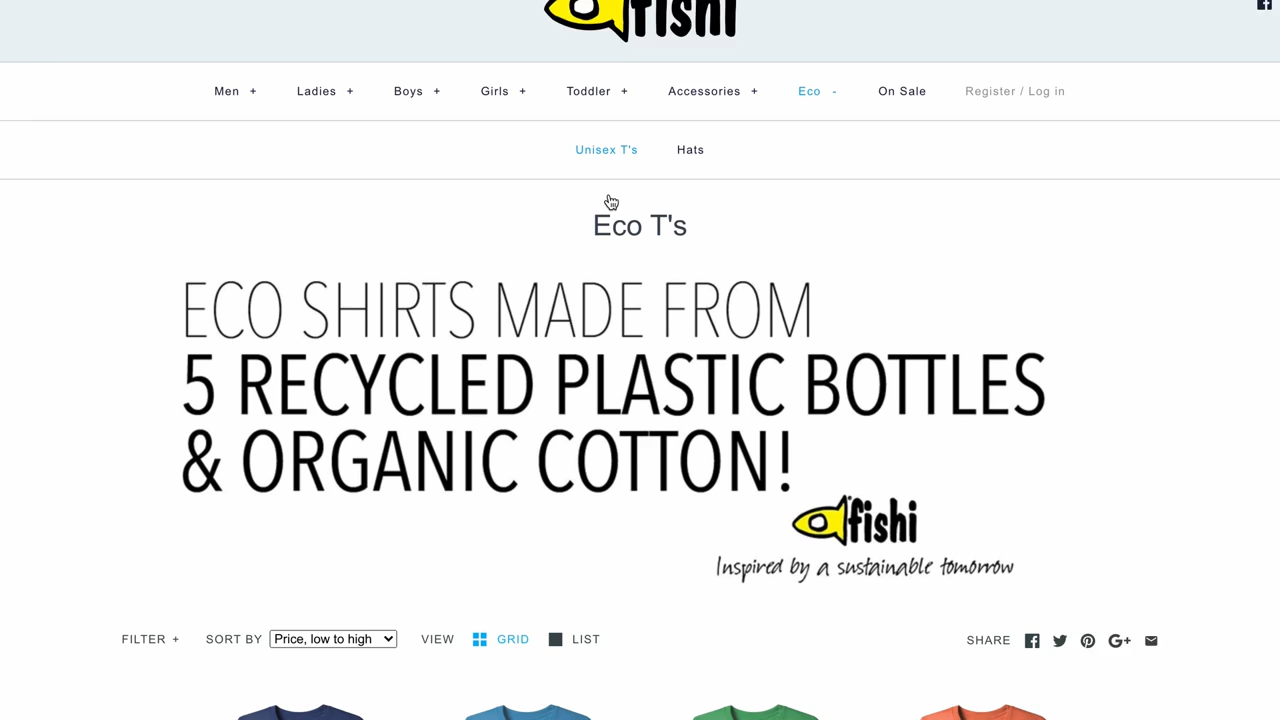 fishi
Men + Ladies + Boys + Girls + Toddler + Accessories + Eco - On Sale Register / Log in
Unisex T's Hats
Eco T's
ECO SHIRTS MADE FROM
5 RECYCLED PLASTIC BOTTLES
& ORGANIC COTTON!
fishi
Inspired by a sustainable tomorrow
FILTER + SORT BY Price, low to high VIEW GRID LIST SHARE